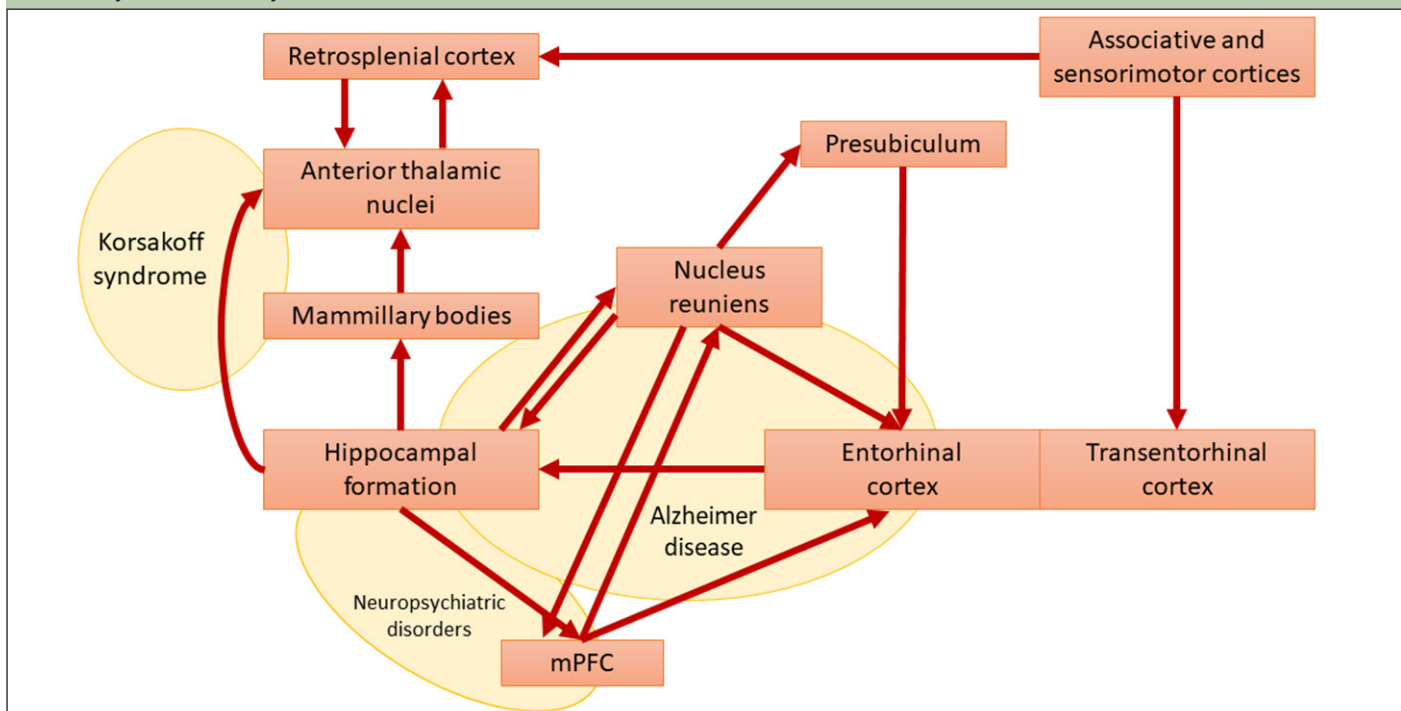 Retrosplenial cortex
Associative and
sensorimotor cortices
Presubiculum
Anterior thalamic
nuclei
Korsakoff
syndrome
Nucleus
reuniens
Mammillary bodies
Hippocampal
formation
Entorhinal
cortex
Transentorhinal
cortex
Alzheimer
disease
Neuropsychiatric
disorders
mPFC